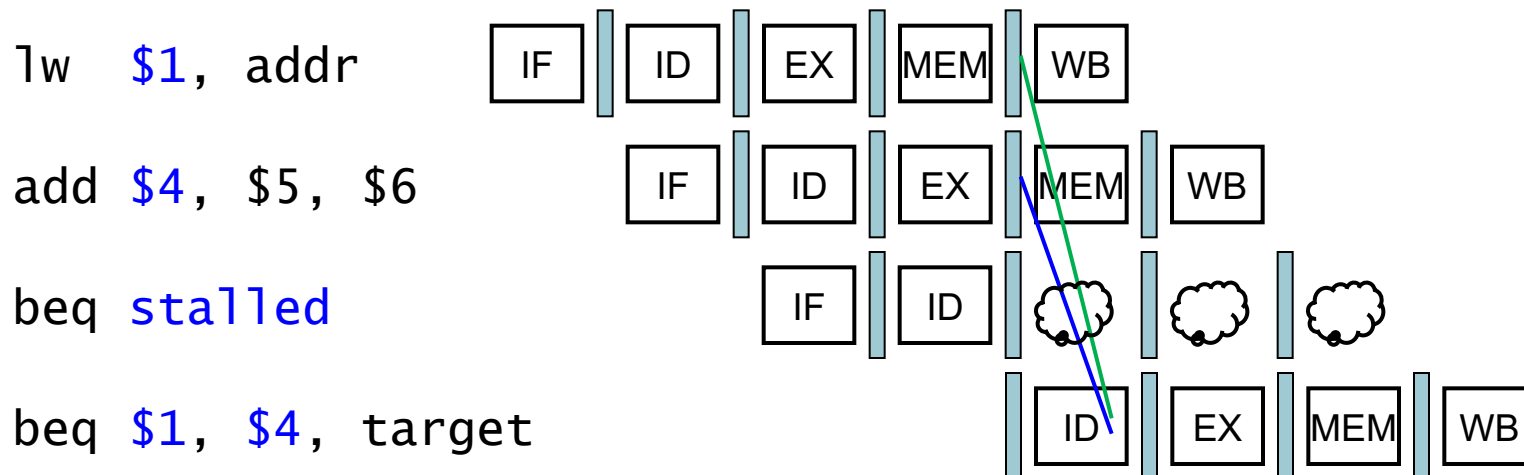 lw $1, addr IF ID EX MEM WB
add $4, $5, $6 IF ID EX MEM WB
beq stalled IF ID
beq $1, $4, target ID EX MEM WB